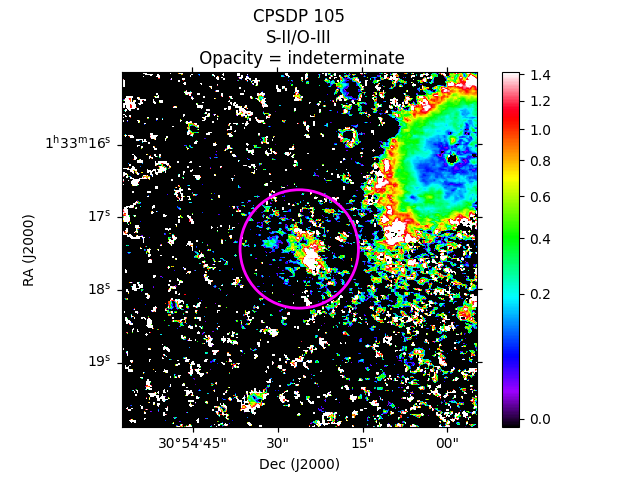 CPSDP 105
S-II/O-III
Opacity = indeterminate
1ʰ33ᵐ16ˢ
17ˢ
18ˢ
19ˢ
RA (J2000)
30°54'45" 30" 15" 00"
Dec (J2000)
1.4
1.2
1.0
0.8
0.6
0.4
0.2
0.0